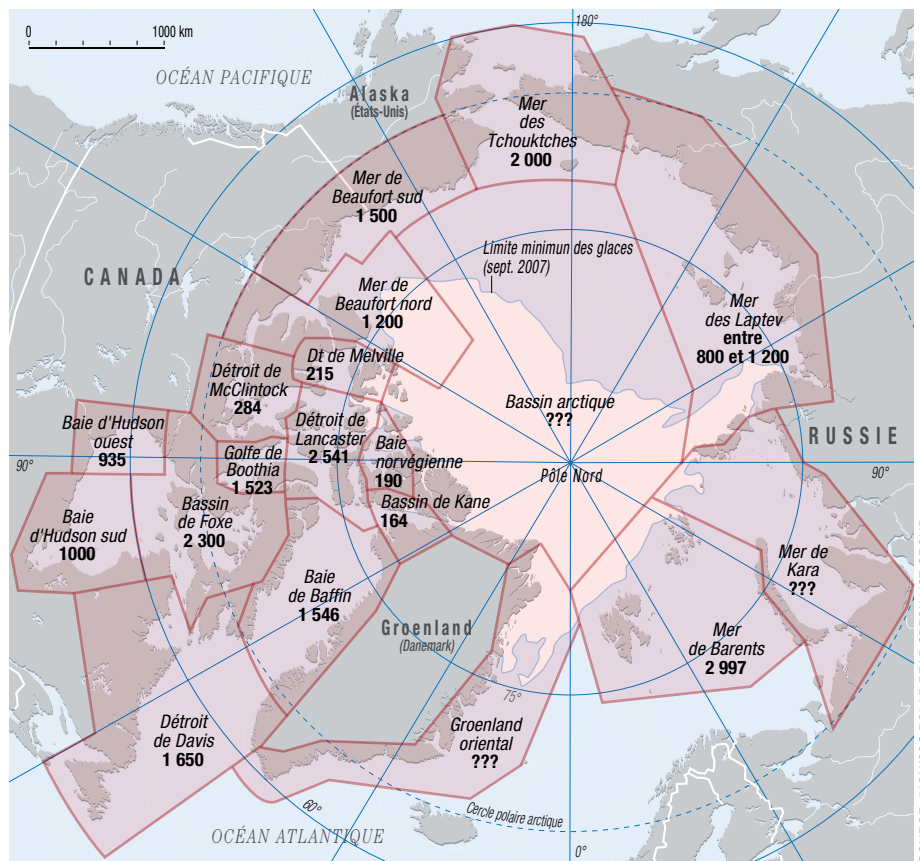 180°
0
1000 km
OCÉAN PACIFIQUE
Alaska
(États-Unis)
Mer
des
Tchouktches
2 000
Mer de
Beaufort sud
1 500
Limite minimun des glaces
(sept. 2007)
CANADA
Mer de
Beaufort nord
1 200
Mer
des Laptev
entre
800 et 1 200
Dt de Melville
215
Détroit de
McClintock
284
Bassin arctique
???
Détroit de
Lancaster
2 541
Baie d'Hudson
ouest
935
Baie
norvégienne
190
RUSSIE
Golfe de
Boothia
1 523
90°
Pôle Nord
90°
Bassin
de Foxe
2 300
Bassin de Kane
164
Baie
d'Hudson sud
1000
Mer de
Kara
???
Baie
de Baffin
1 546
Groenland
(Danemark)
Mer
de Barents
2 997
75°
Détroit
de Davis
1 650
Groenland
oriental
???
60°
Cercle polaire arctique
OCÉAN ATLANTIQUE
0°